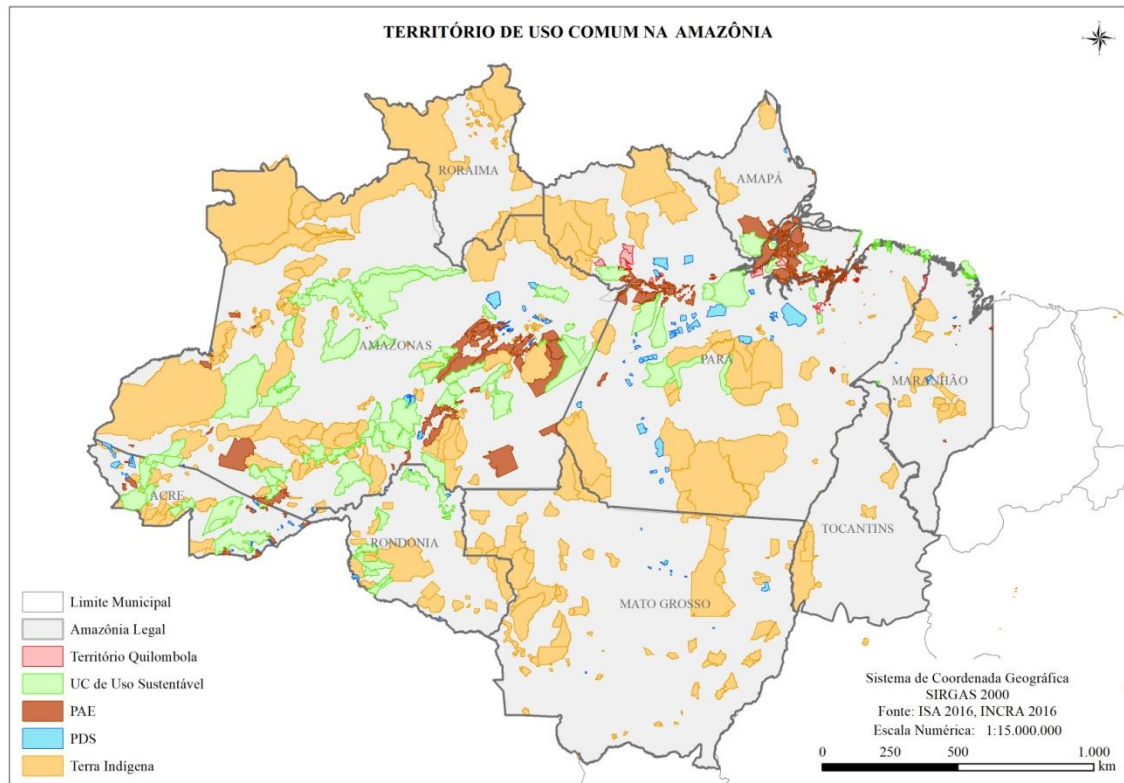 TERRITÓRIO DE USO COMUM NA AMAZÔNIA
RORAIMA
AMAPÁ
AMAZONAS
PARÁ
MARANHÃO
ACRE
TOCANTINS
RONDÔNIA
MATO GROSSO
Limite Municipal
Amazônia Legal
Território Quilombola
UC de Uso Sustentável
PAE
PDS
Terra Indígena
Sistema de Coordenada Geográfica
SIRGAS 2000
Fonte: ISA 2016, INCRA 2016
Escala Numérica: 1:15.000.000
0 250 500 1.000
km